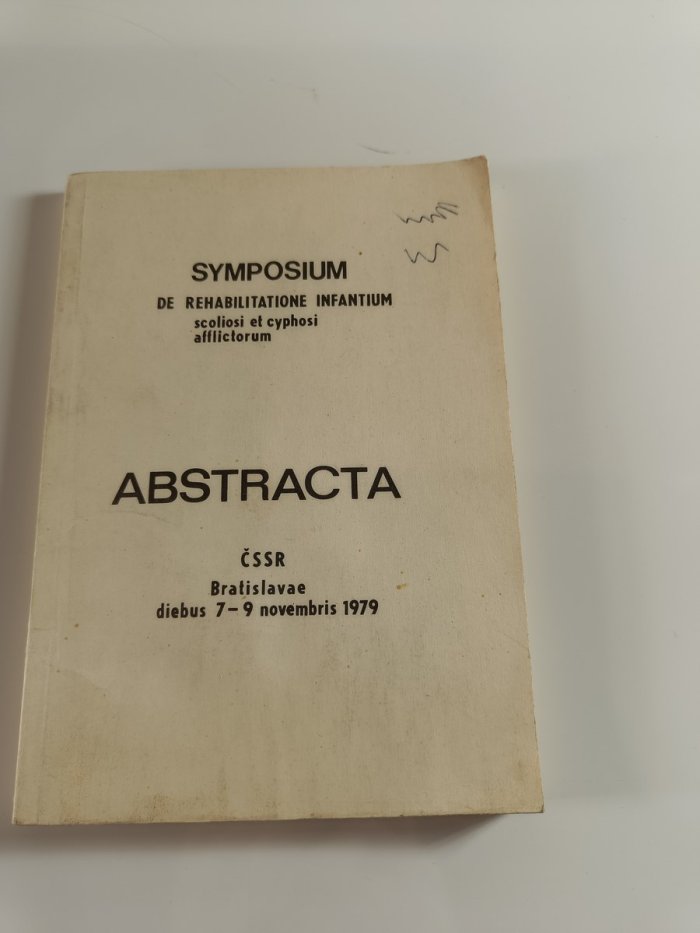 SYMPOSIUM
DE REHABILITATIONE INFANTIUM
scoliosi et cyphosi
afflictorum
ABSTRACTA
ČSSR
Bratislavae
diebus 7–9 novembris 1979